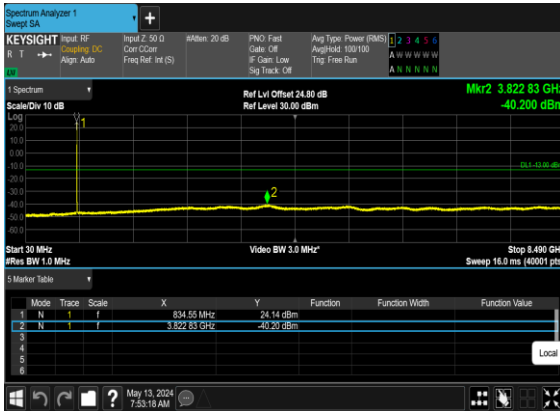 Spectrum Analyzer 1
Swept SA
KEYSIGHT
R T
Input: RF
Coupling: DC
Align: Auto
Input Z: 50 Ω
Corr CCorr
Freq Ref: Int (S)
#Atten: 20 dB
PNO: Fast
Gate: Off
IF Gain: Low
Sig Track: Off
Avg Type: Power (RMS)
Avg|Hold: 100/100
Trig: Free Run
1 2 3 4 5 6
A W W W W W
A N N N N N
1 Spectrum
Scale/Div 10 dB
Ref Lvl Offset 24.80 dB
Ref Level 30.00 dBm
Mkr2 3.822 83 GHz
-40.200 dBm
Log
20.0
10.0
0.00
-10.0
-20.0
-30.0
-40.0
-50.0
-60.0
1
2
DL1 -13.00 dBm
Start 30 MHz
#Res BW 1.0 MHz
Video BW 3.0 MHz*
Stop 8.490 GHz
Sweep 16.0 ms (40001 pts)
5 Marker Table
Mode Trace Scale X Y Function Function Width Function Value
1 N 1 f 834.55 MHz 24.14 dBm
2 N 1 f 3.822 83 GHz -40.20 dBm
3
4
5
6
Local
May 13, 2024
7:53:18 AM